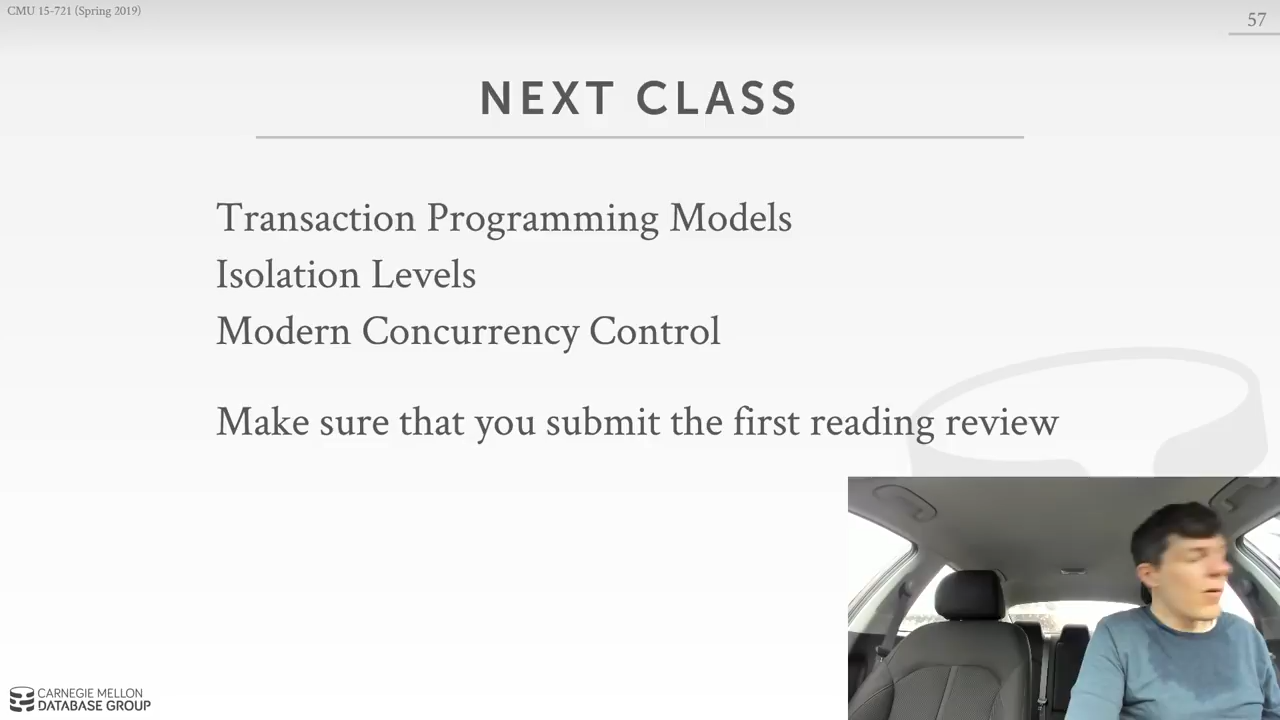 CMU 15-721 (Spring 2019)
57
NEXT CLASS
Transaction Programming Models
Isolation Levels
Modern Concurrency Control
Make sure that you submit the first reading review
CARNEGIE MELLON
DATABASE GROUP